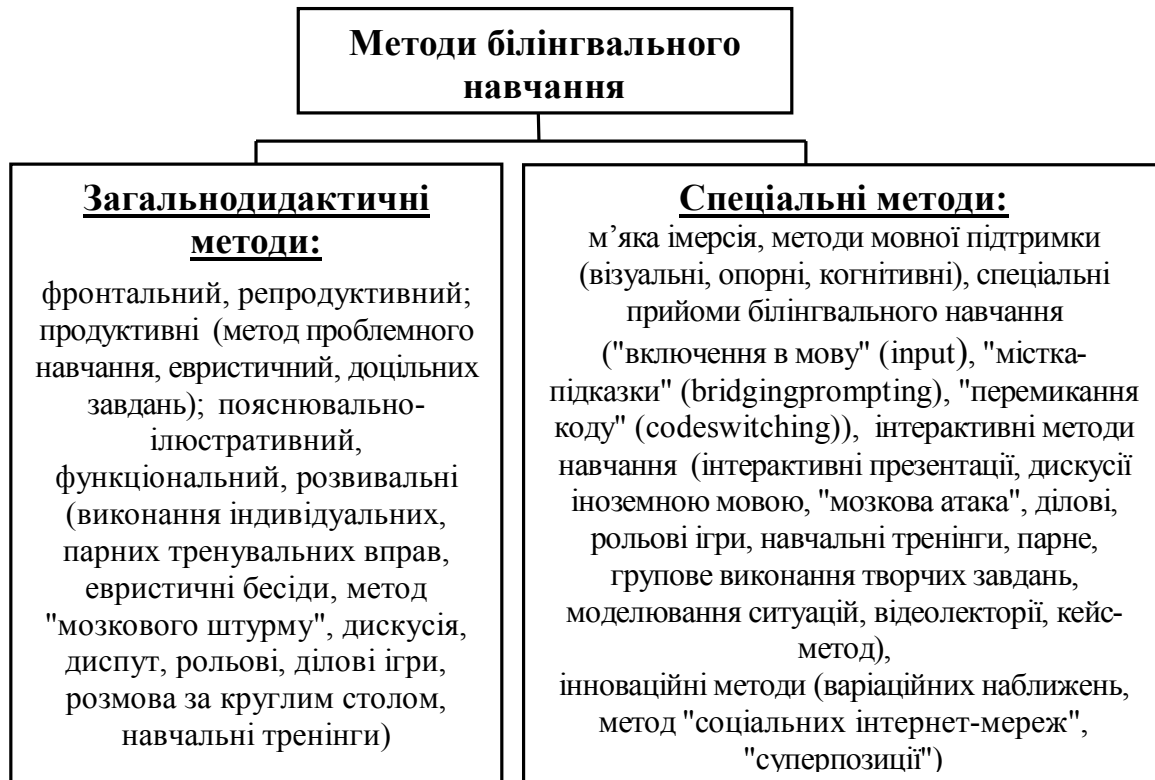 Методи білінгвального
навчання
Загальнодидактичні
методи:
фронтальний, репродуктивний;
продуктивні (метод проблемного
навчання, евристичний, доцільних
завдань); пояснювально-
ілюстративний,
функціональний, розвивальні
(виконання індивідуальних,
парних тренувальних вправ,
евристичні бесіди, метод
"мозкового штурму", дискусія,
диспут, рольові, ділові ігри,
розмова за круглим столом,
навчальні тренінги)
Спеціальні методи:
м’яка імерсія, методи мовної підтримки
(візуальні, опорні, когнітивні), спеціальні
прийоми білінгвального навчання
("включення в мову" (input), "містка-
підказки" (bridgingprompting), "перемикання
коду" (codeswitching)), інтерактивні методи
навчання (інтерактивні презентації, дискусії
іноземною мовою, "мозкова атака", ділові,
рольові ігри, навчальні тренінги, парне,
групове виконання творчих завдань,
моделювання ситуацій, відеолекторії, кейс-
метод),
інноваційні методи (варіаційних наближень,
метод "соціальних інтернет-мереж",
"суперпозиції")